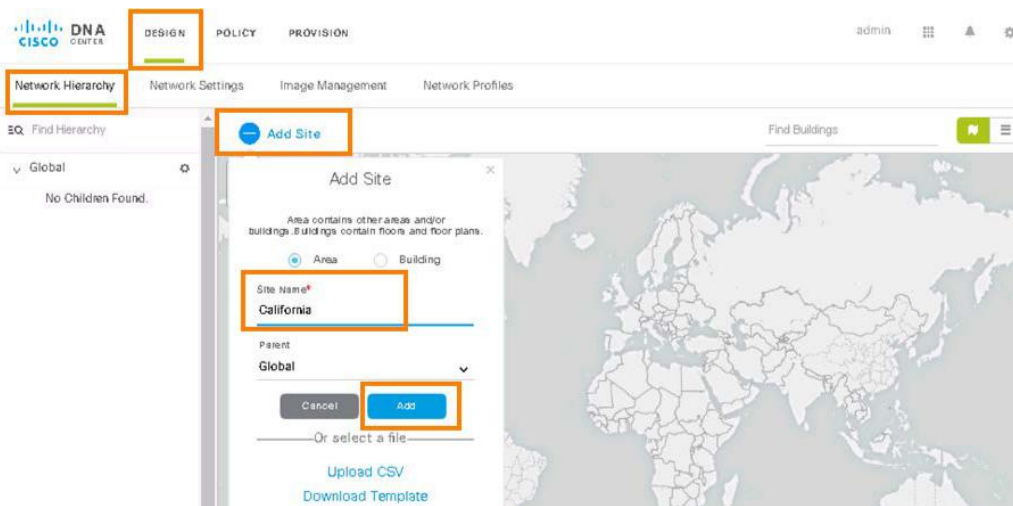 CISCO DNA CENTER
DESIGN POLICY PROVISION admin
Network Hierarchy Network Settings Image Management Network Profiles
EQ Find Hierarchy
Add Site
Find Buildings
Global
No Children Found.
Add Site
Area contains other areas and/or
buildings.Buildings contain floors and floor plans.
Area Building
Site Name*
California
Parent
Global
Cancel Add
Or select a file
Upload CSV
Download Template